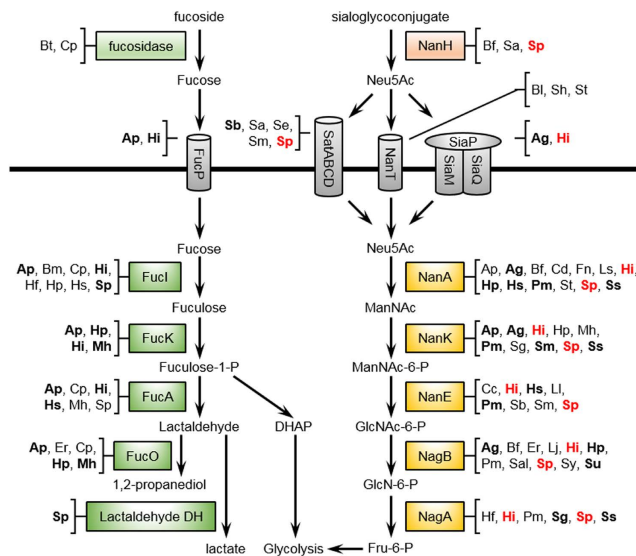 fucoside
sialoglycoconjugate
Bt, Cp
fucosidase
NanH
Bf, Sa, Sp
Fucose
Neu5Ac
Bl, Sh, St
Ap, Hi
FucP
Sb, Sa, Se,
Sm, Sp
SatABCD
NanT
SiaP
SiaM
SiaQ
Ag, Hi
Fucose
Neu5Ac
Ap, Bm, Cp, Hi,
Hf, Hp, Hs, Sp
FucI
NanA
Ap, Ag, Bf, Cd, Fn, Ls, Hi,
Hp, Hs, Pm, St, Sp, Ss
Fuculose
ManNAc
Ap, Hp,
Hi, Mh
FucK
NanK
Ap, Ag, Hi, Hp, Mh,
Pm, Sg, Sm, Sp, Ss
Fuculose-1-P
ManNAc-6-P
Ap, Cp, Hi,
Hs, Mh, Sp
FucA
NanE
Cc, Hi, Hs, Ll,
Pm, Sb, Sm, Sp
Lactaldehyde
DHAP
GlcNAc-6-P
Ap, Er, Cp,
Hp, Mh
FucO
NagB
Ag, Bf, Er, Lj, Hi, Hp,
Pm, Sal, Sp, Sy, Su
1,2-propanediol
GlcN-6-P
Sp
Lactaldehyde DH
NagA
Hf, Hi, Pm, Sg, Sp, Ss
lactate
Glycolysis
Fru-6-P